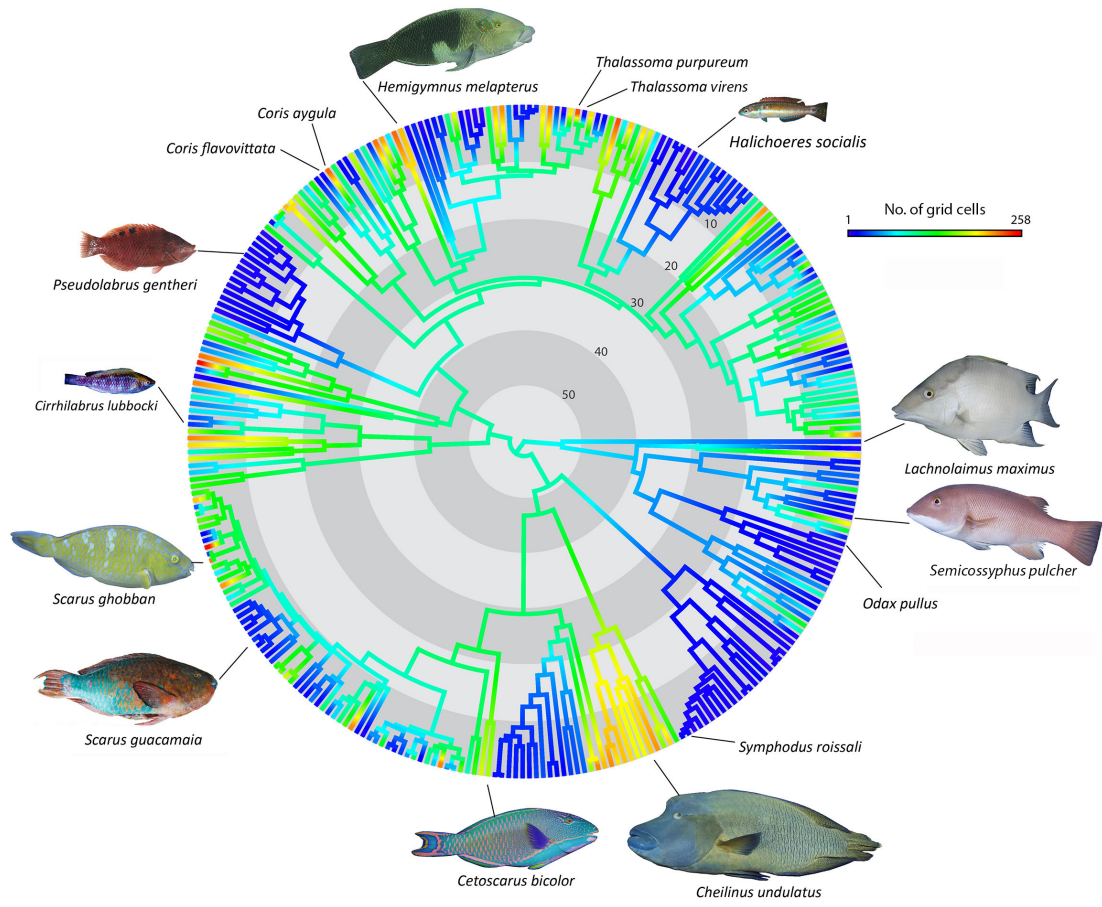 Hemigymnus melapterus
Thalassoma purpureum
Thalassoma virens
Halichoeres socialis
Coris aygula
Coris flavovittata
No. of grid cells
1
258
10
20
30
40
50
Pseudolabrus gentheri
Cirrhilabrus lubbocki
Lachnolaimus maximus
Semicossyphus pulcher
Odax pullus
Scarus ghobban
Scarus guacamaia
Symphodus roissali
Cetoscarus bicolor
Cheilinus undulatus